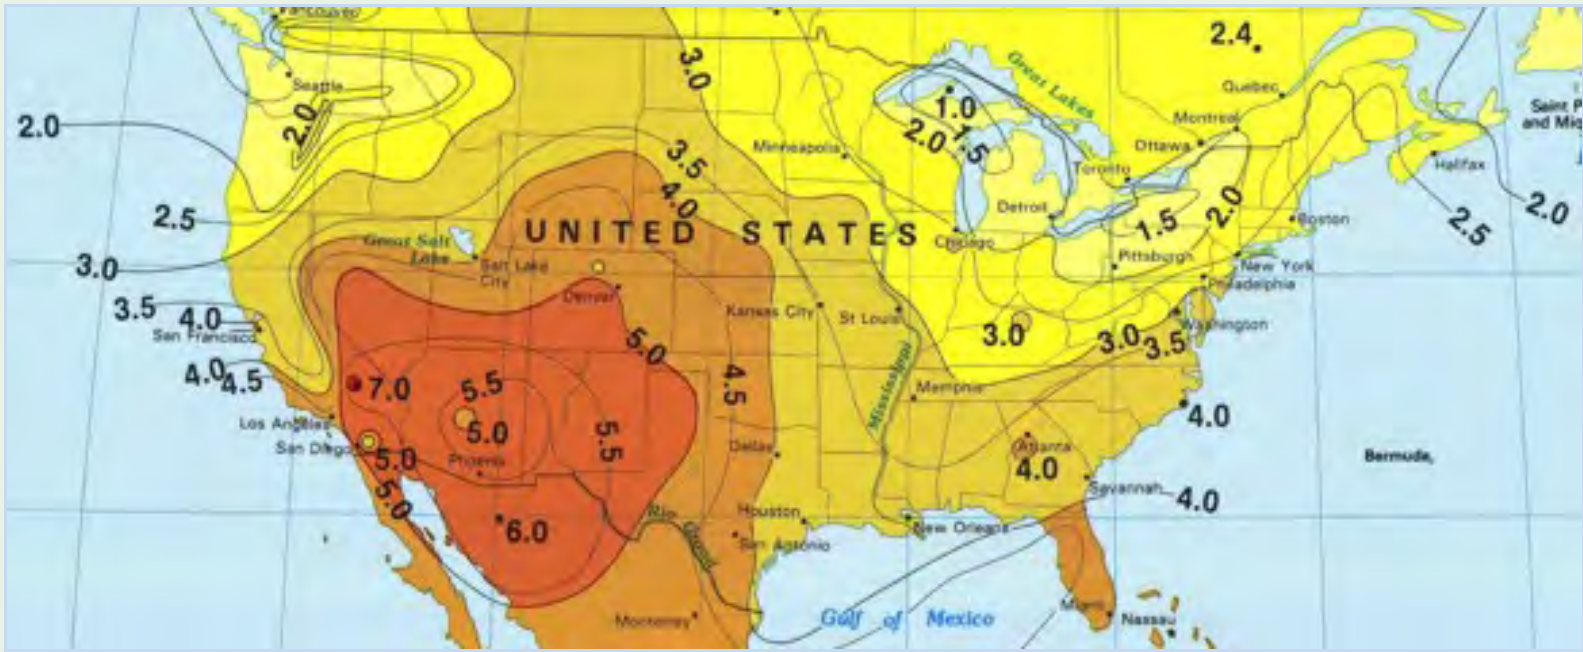 2.4
Great Lakes
3.0
Quebec
Seattle
1.0
Saint P
and Miq
2.0
2.0
2.0
1.5
Montreal
Minneapolis
Ottawa
3.5
Toronto
Halifax
4.0
Detroit
2.0
2.0
2.5
1.5
2.5
Boston
UNITED STATES
Great Salt
Lake
Chicago
Pittsburgh
3.0
Salt Lake
City
New York
Philadelphia
Denver
3.5
4.0
Kansas City
St Louis
San Francisco
Washington
3.0
3.0
3.5
5.0
Mississippi
4.0
4.5
7.0
5.5
4.5
Memphis
4.0
Los Angeles
5.0
5.5
San Diego
5.0
Phoenix
Dallas
Atlanta
4.0
Bermuda,
5.0
Savannah
4.0
Rio Grand
Houston
6.0
New Orleans
San Antonio
Monterrey
Gulf of Mexico
Miami
Nassau